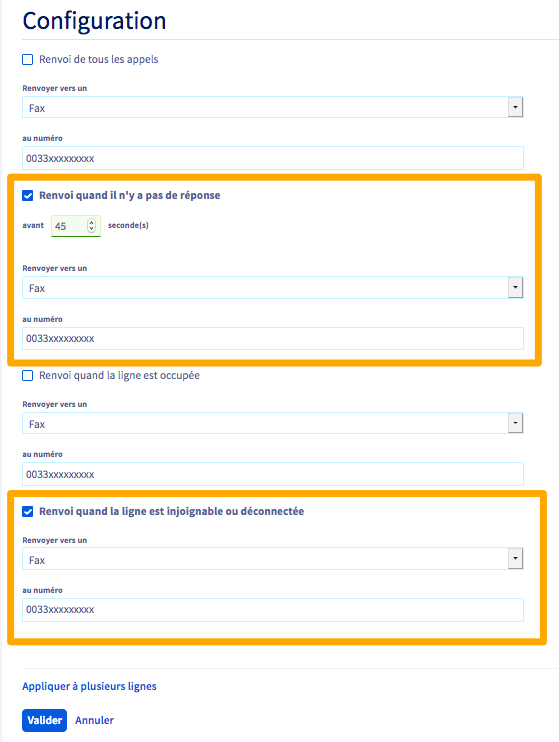 Configuration
Renvoi de tous les appels
Renvoyer vers un
Fax
au numéro
0033xxxxxxxxx
Renvoi quand il n'y a pas de réponse
avant 45 seconde(s)
Renvoyer vers un
Fax
au numéro
0033xxxxxxxxx
Renvoi quand la ligne est occupée
Renvoyer vers un
Fax
au numéro
0033xxxxxxxxx
Renvoi quand la ligne est injoignable ou déconnectée
Renvoyer vers un
Fax
au numéro
0033xxxxxxxxx
Appliquer à plusieurs lignes
Valider Annuler